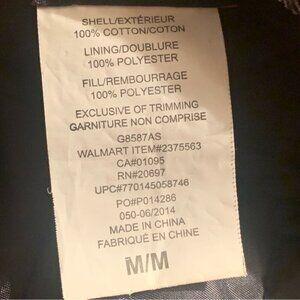 SHELL/EXTÉRIEUR
100% COTTON/COTON
LINING/DOUBLURE
100% POLYESTER
FILL/REMBOURRAGE
100% POLYESTER
EXCLUSIVE OF TRIMMING
GARNITURE NON COMPRISE
G8587AS
WALMART ITEM#2375563
CA#01095
RN#20697
UPC#770145058746
PO#P014286
050-06/2014
MADE IN CHINA
FABRIQUÉ EN CHINE
M/M